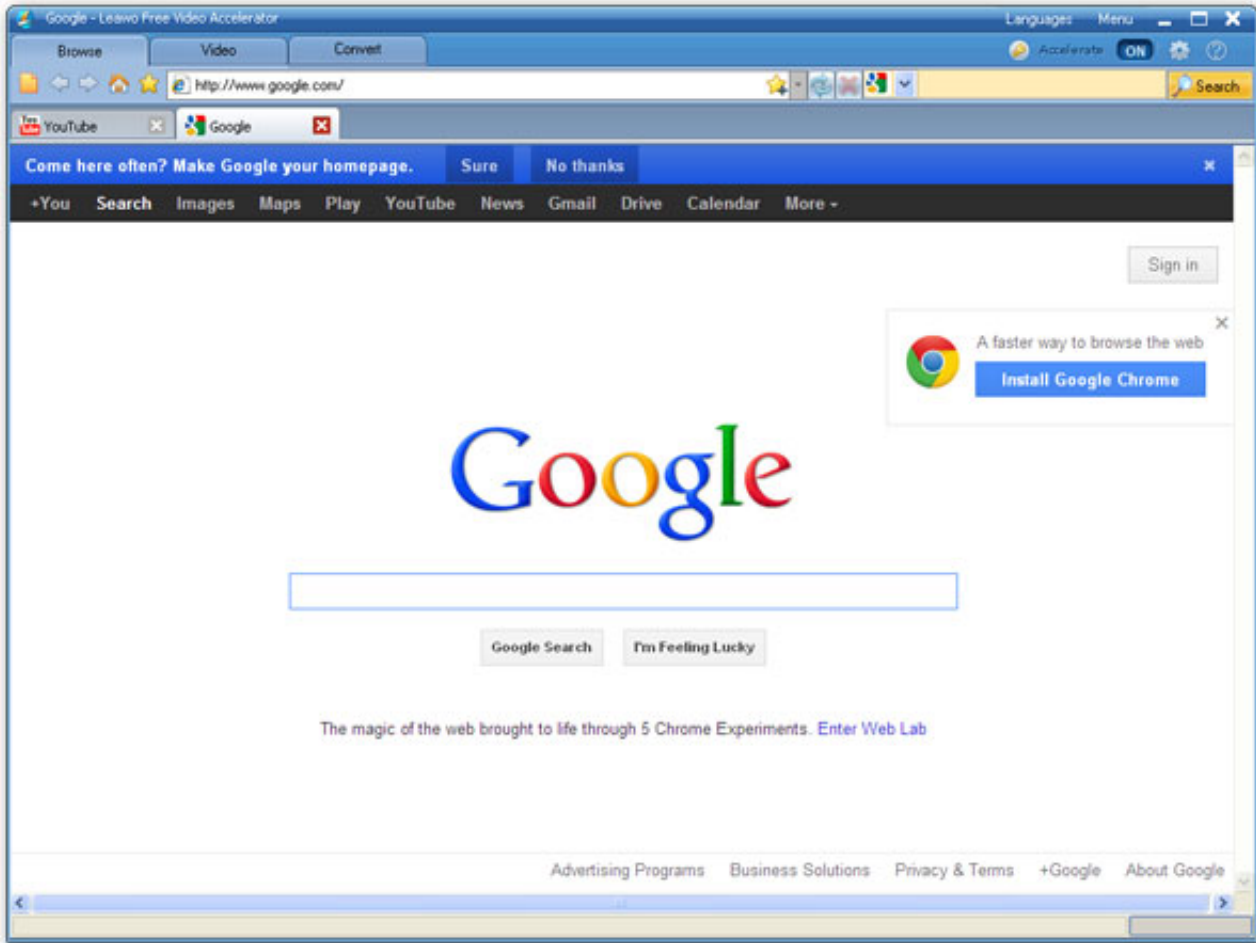 Google - Leawo Free Video Accelerator Languages Menu
Browse Video Convert Accelerate ON
http://www.google.com/ Search
YouTube Google
Come here often? Make Google your homepage. Sure No thanks
+You Search Images Maps Play YouTube News Gmail Drive Calendar More
Sign in
A faster way to browse the web
Install Google Chrome
Google
Google Search I'm Feeling Lucky
The magic of the web brought to life through 5 Chrome Experiments. Enter Web Lab
Advertising Programs Business Solutions Privacy & Terms +Google About Google